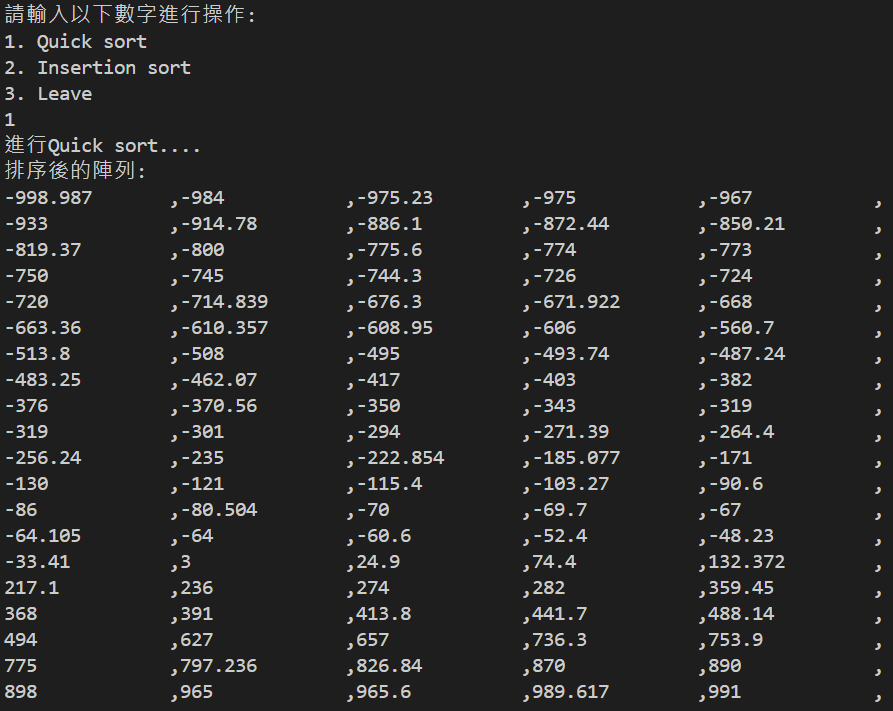 請輸入以下數字進行操作:
1. Quick sort
2. Insertion sort
3. Leave
1
進行Quick sort....
排序後的陣列:
-998.987       ,-984           ,-975.23        ,-975           ,-967           ,
-933           ,-914.78        ,-886.1         ,-872.44        ,-850.21        ,
-819.37        ,-800           ,-775.6         ,-774           ,-773           ,
-750           ,-745           ,-744.3         ,-726           ,-724           ,
-720           ,-714.839       ,-676.3         ,-671.922       ,-668           ,
-663.36        ,-610.357       ,-608.95        ,-606           ,-560.7         ,
-513.8         ,-508           ,-495           ,-493.74        ,-487.24        ,
-483.25        ,-462.07        ,-417           ,-403           ,-382           ,
-376           ,-370.56        ,-350           ,-343           ,-319           ,
-319           ,-301           ,-294           ,-271.39        ,-264.4         ,
-256.24        ,-235           ,-222.854       ,-185.077       ,-171           ,
-130           ,-121           ,-115.4         ,-103.27        ,-90.6          ,
-86            ,-80.504        ,-70            ,-69.7          ,-67            ,
-64.105        ,-64            ,-60.6          ,-52.4          ,-48.23         ,
-33.41         ,3              ,24.9           ,74.4           ,132.372        ,
217.1          ,236            ,274            ,282            ,359.45         ,
368            ,391            ,413.8          ,441.7          ,488.14         ,
494            ,627            ,657            ,736.3          ,753.9          ,
775            ,797.236        ,826.84         ,870            ,890            ,
898            ,965            ,965.6          ,989.617        ,991            ,